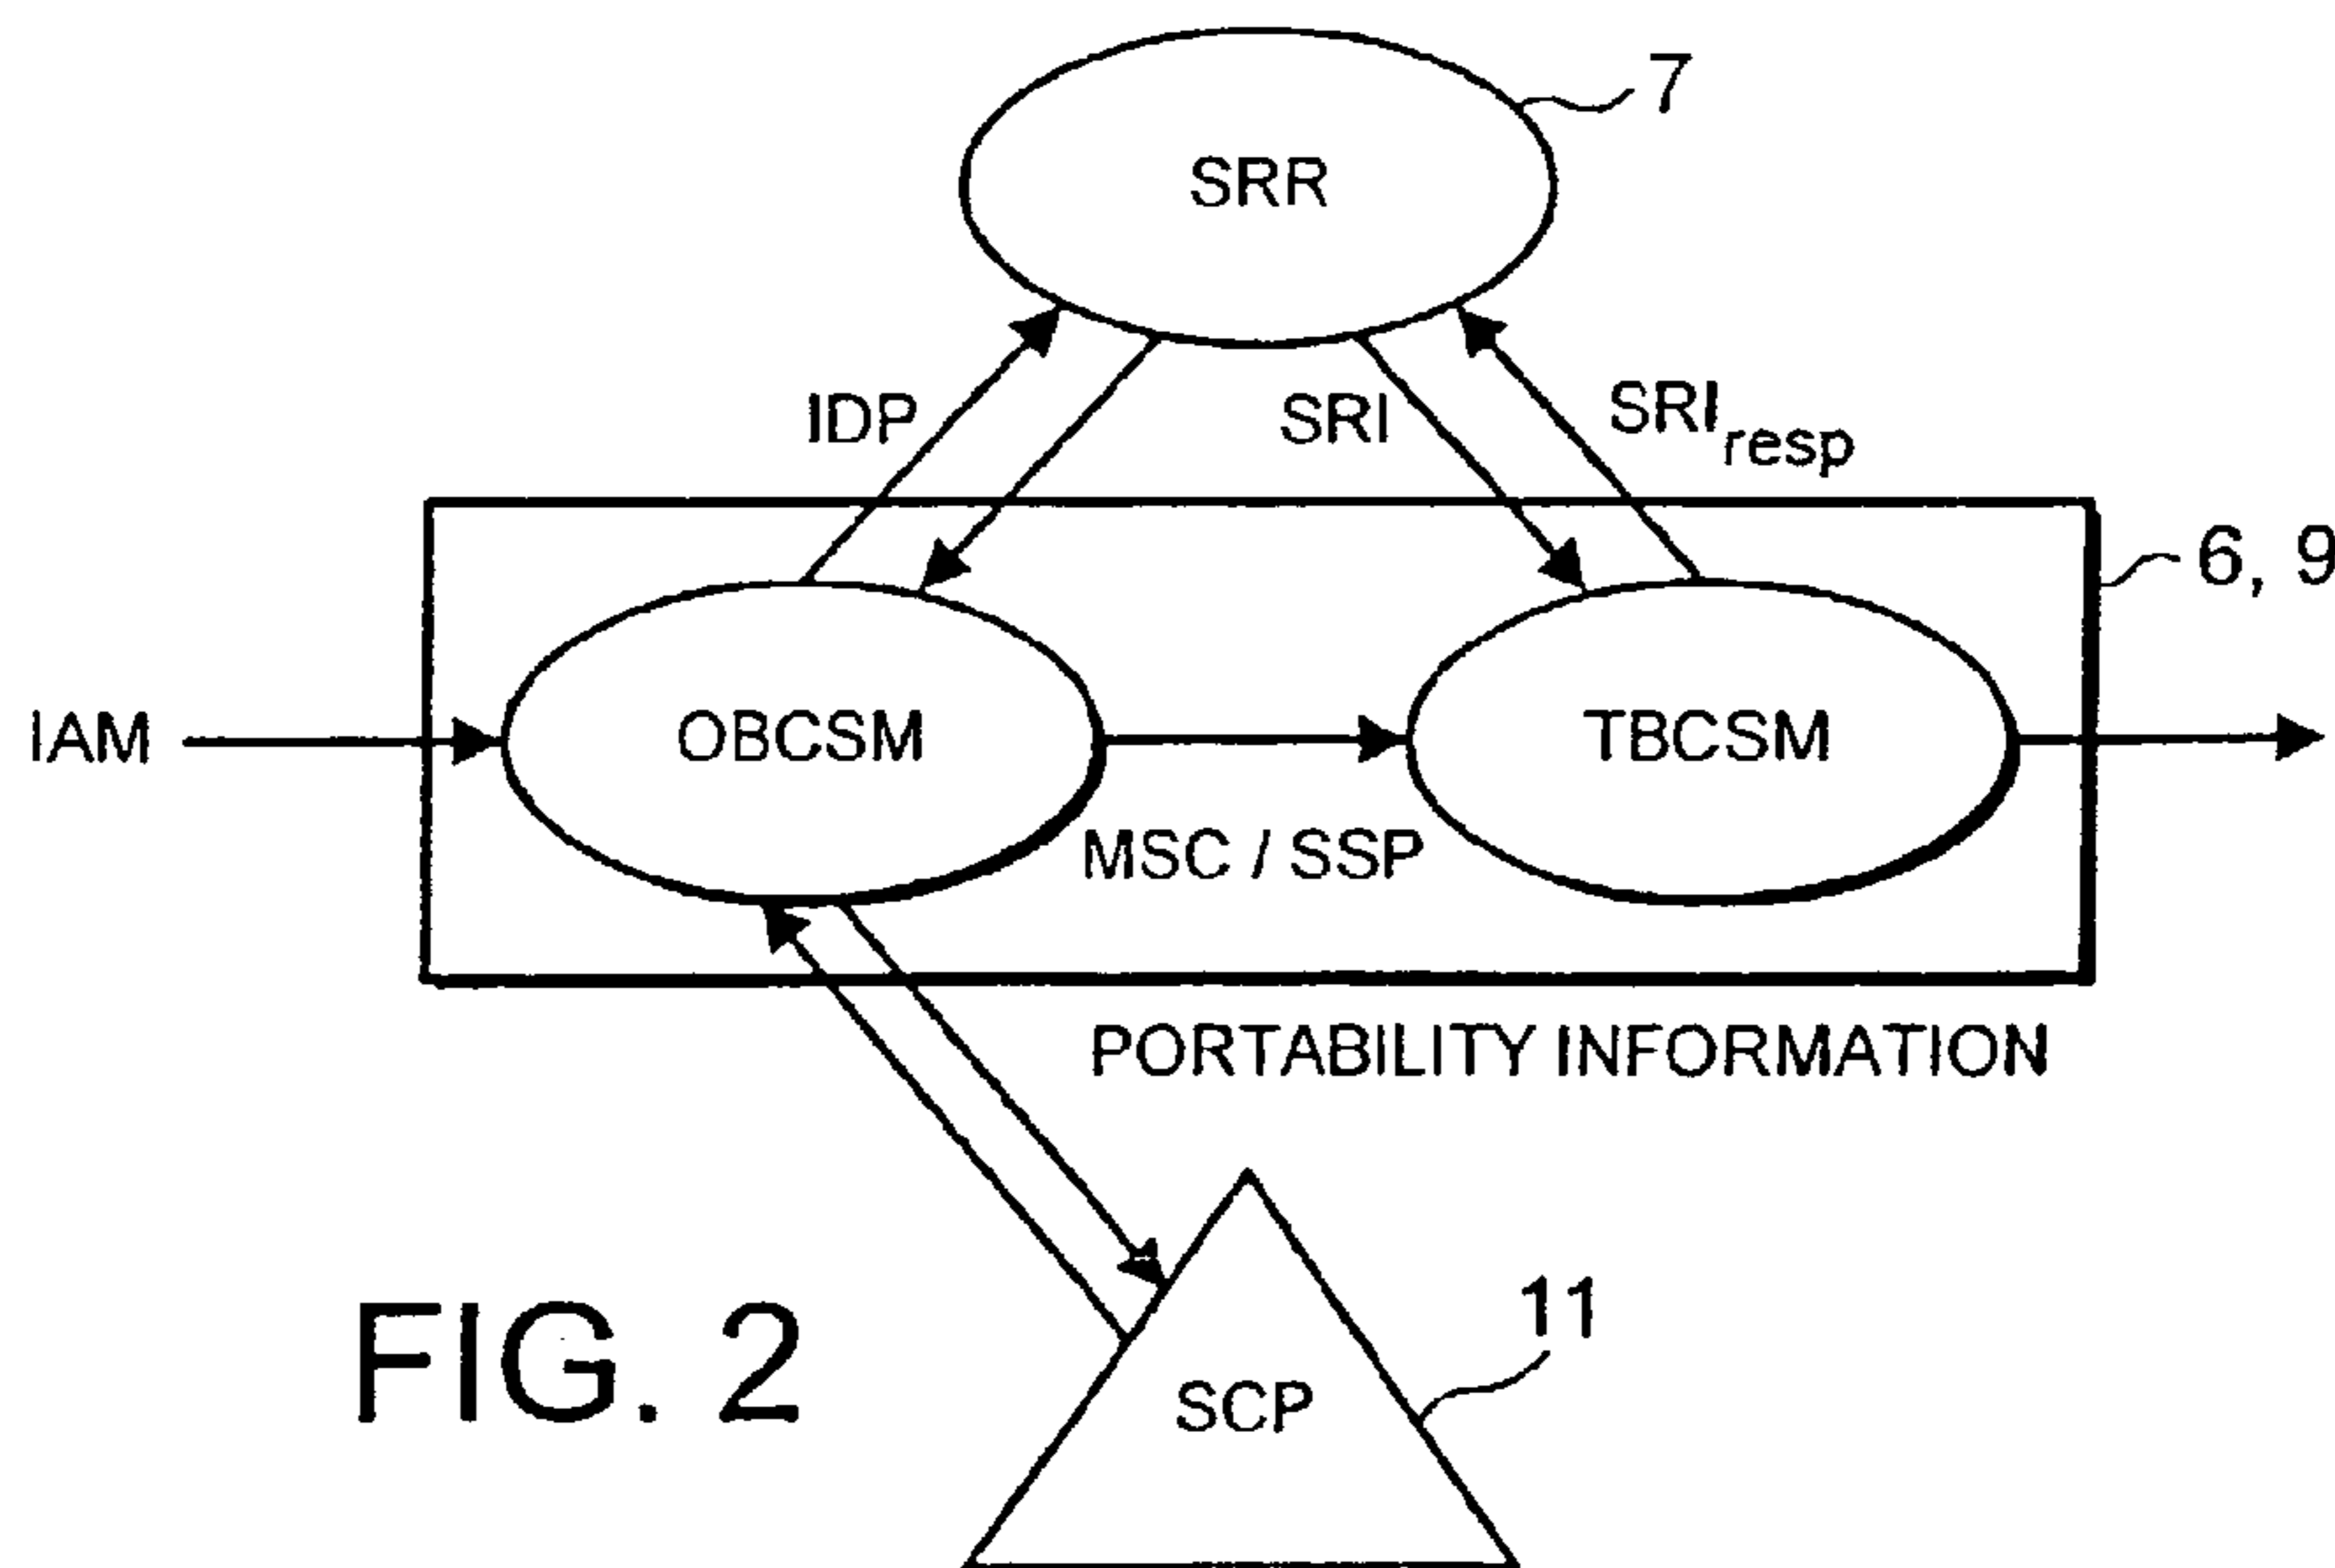 7
SRR
IDP
SRI
SRIresp
6, 9
IAM
OBCSM
TBCSM
MSC / SSP
PORTABILITY INFORMATION
11
FIG. 2
SCP